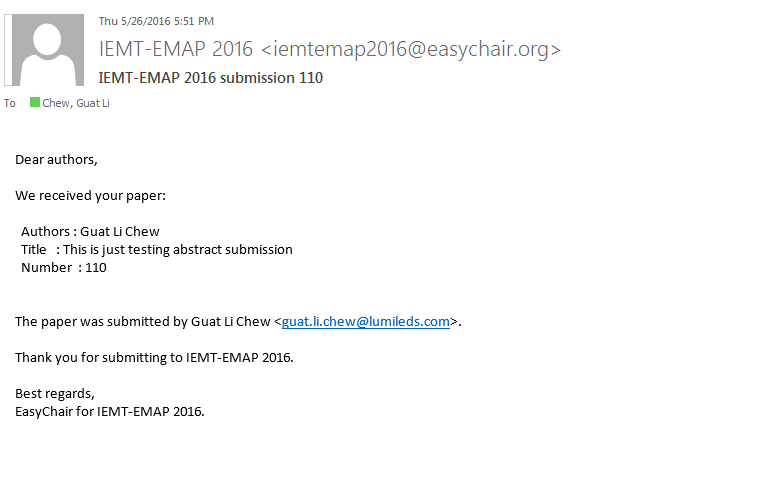 Thu 5/26/2016 5:51 PM
IEMT-EMAP 2016 <iemtemap2016@easychair.org>
IEMT-EMAP 2016 submission 110
To Chew, Guat Li
Dear authors,
We received your paper:
Authors : Guat Li Chew
Title : This is just testing abstract submission
Number : 110
The paper was submitted by Guat Li Chew <guat.li.chew@lumileds.com>.
Thank you for submitting to IEMT-EMAP 2016.
Best regards,
EasyChair for IEMT-EMAP 2016.